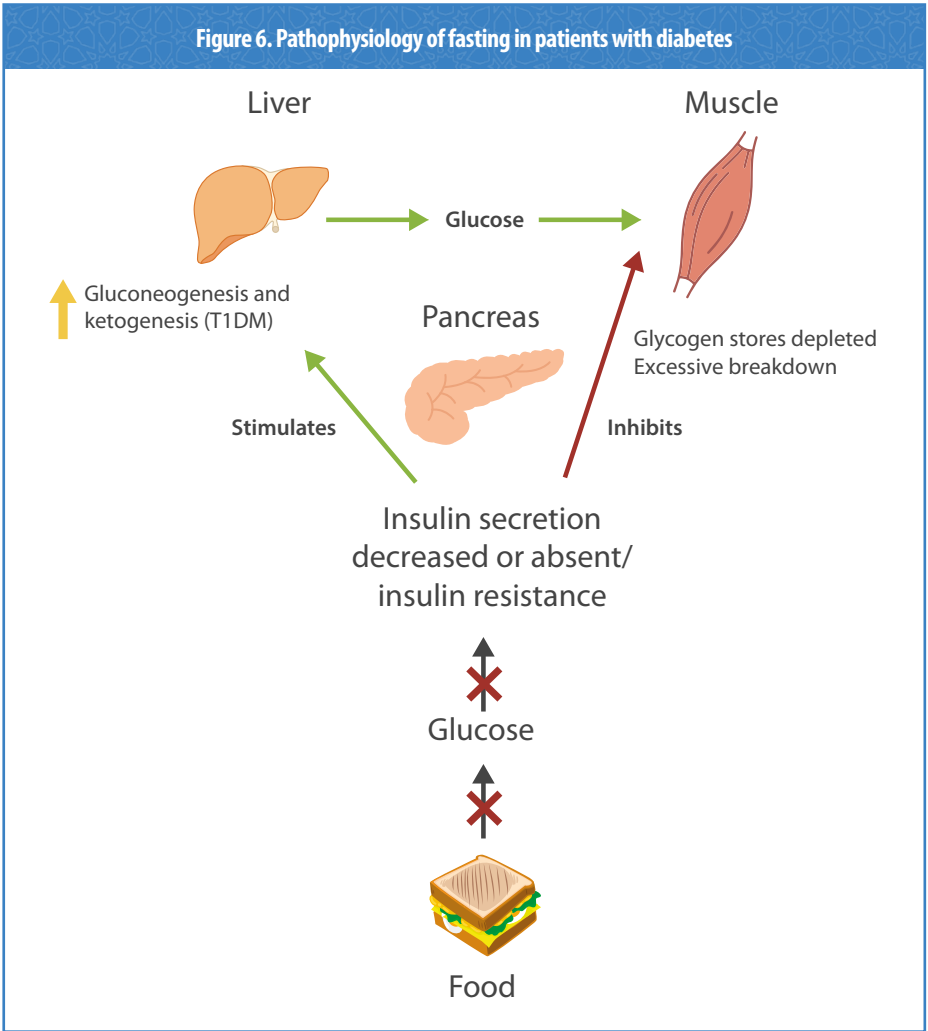 Figure 6. Pathophysiology of fasting in patients with diabetes
Liver
Muscle
Glucose
Gluconeogenesis and
ketogenesis (T1DM)
Pancreas
Glycogen stores depleted
Excessive breakdown
Stimulates
Inhibits
Insulin secretion
decreased or absent/
insulin resistance
Glucose
Food